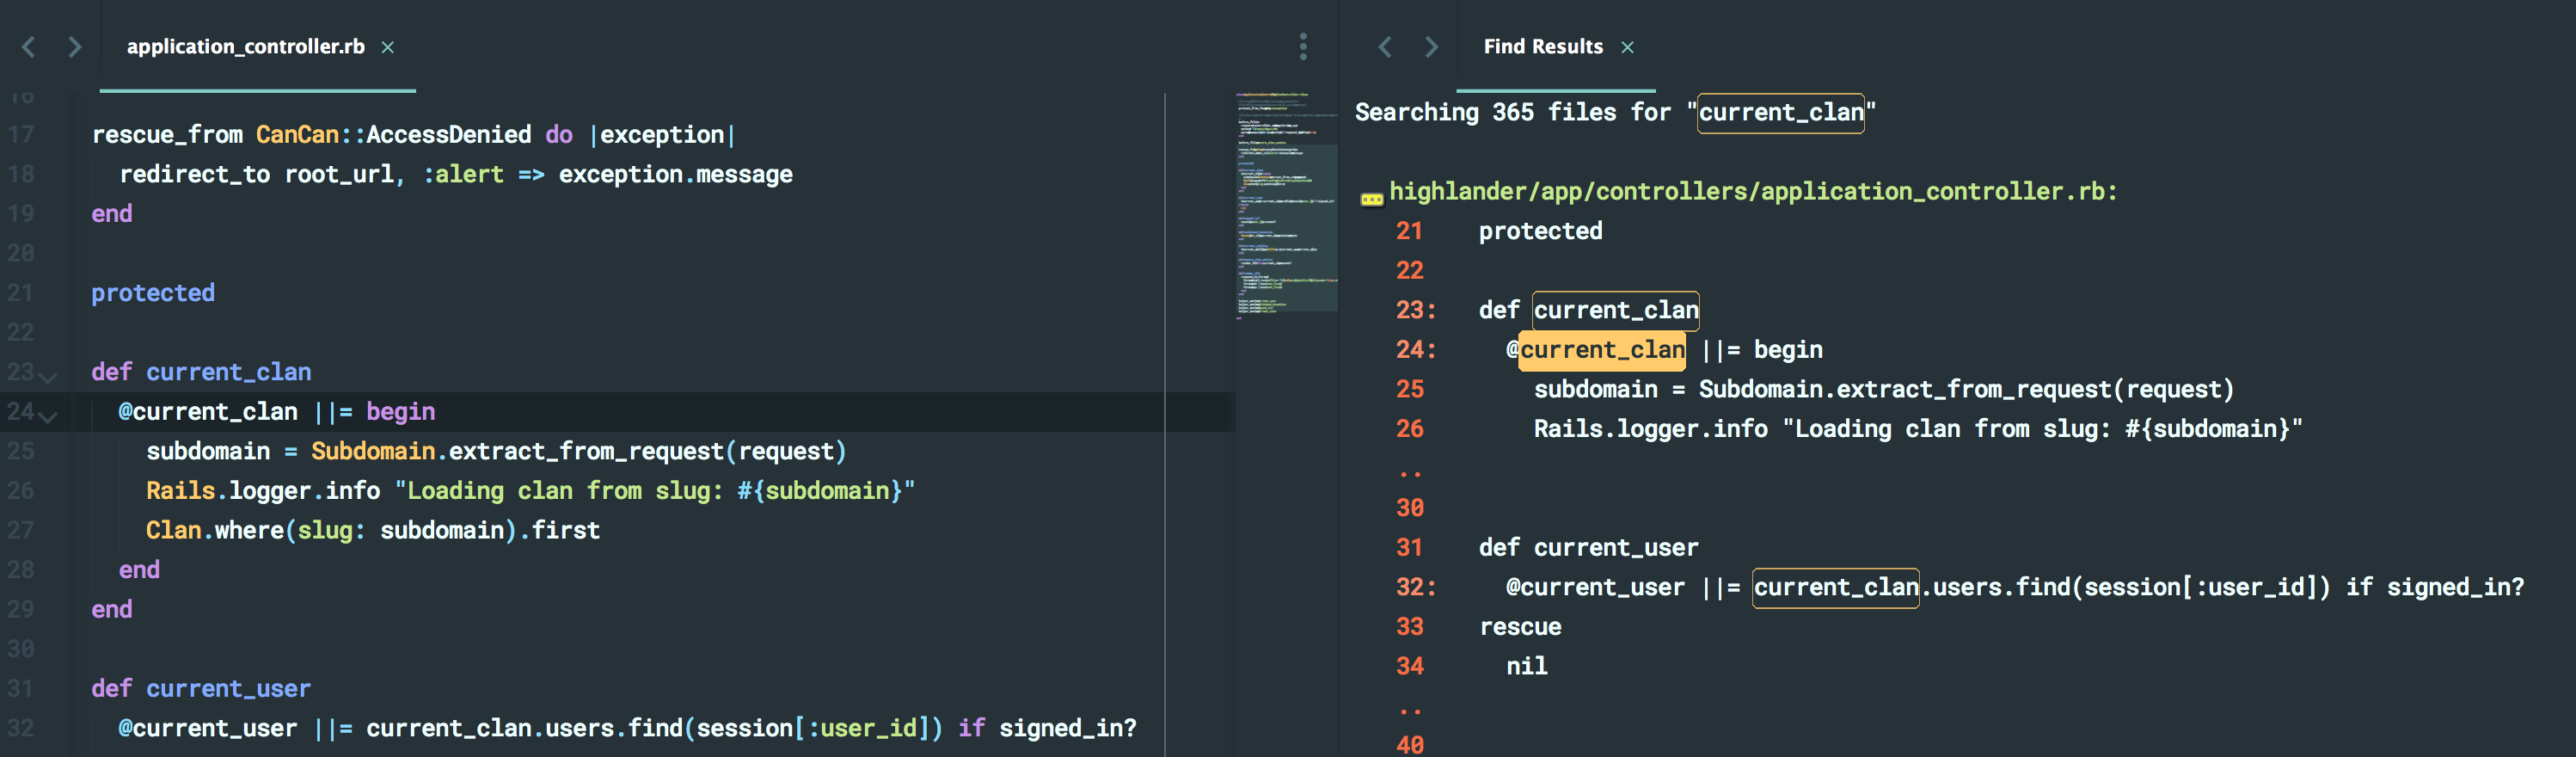 application_controller.rb ×
16
17 rescue_from CanCan::AccessDenied do |exception|
18 redirect_to root_url, :alert => exception.message
19 end
20
21 protected
22
23 def current_clan
24 @current_clan ||= begin
25 subdomain = Subdomain.extract_from_request(request)
26 Rails.logger.info "Loading clan from slug: #{subdomain}"
27 Clan.where(slug: subdomain).first
28 end
29 end
30
31 def current_user
32 @current_user ||= current_clan.users.find(session[:user_id]) if signed_in?
Find Results ×
Searching 365 files for "current_clan"
highlander/app/controllers/application_controller.rb:
21 protected
22
23: def current_clan
24: @current_clan ||= begin
25 subdomain = Subdomain.extract_from_request(request)
26 Rails.logger.info "Loading clan from slug: #{subdomain}"
..
30
31 def current_user
32: @current_user ||= current_clan.users.find(session[:user_id]) if signed_in?
33 rescue
34 nil
..
40